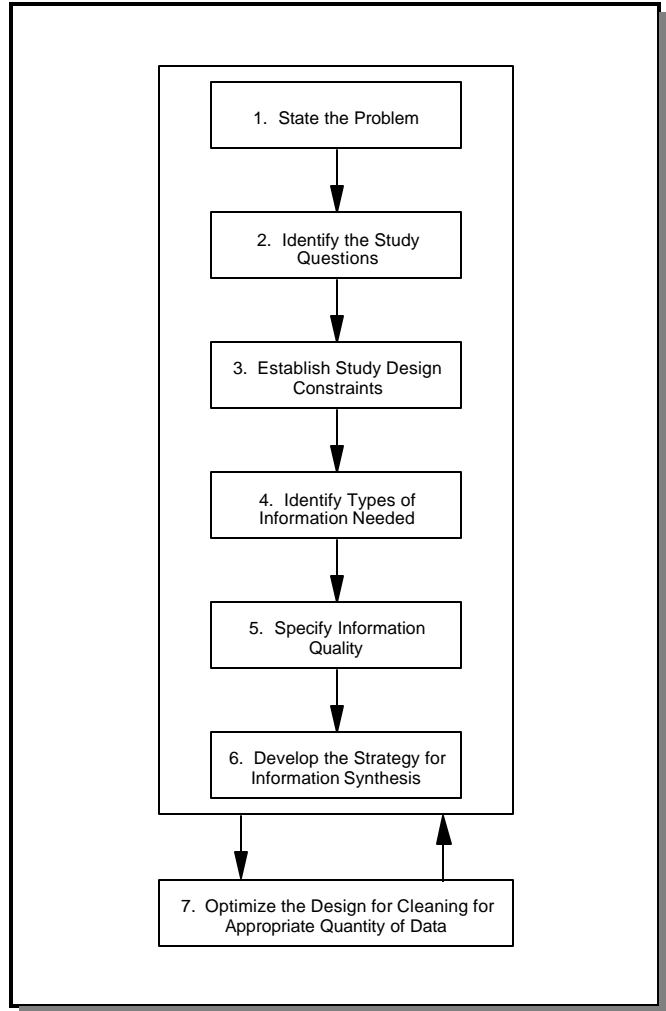 1. State the Problem
2. Identify the Study
Questions
3. Establish Study Design
Constraints
4. Identify Types of
Information Needed
5. Specify Information
Quality
6. Develop the Strategy for
Information Synthesis
7. Optimize the Design for Cleaning for
Appropriate Quantity of Data